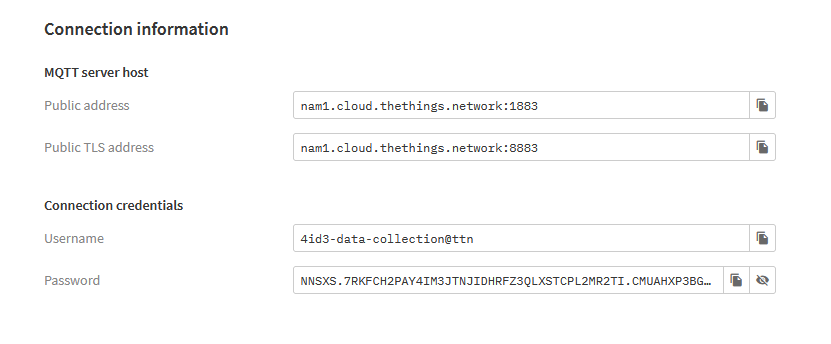 Connection information
MQTT server host
Public address
nam1.cloud.thethings.network:1883
Public TLS address
nam1.cloud.thethings.network:8883
Connection credentials
Username
4id3-data-collection@ttn
Password
NNSXS.7RKFCH2PAY4IM3JTNJIDHRFZ3QLXSTCPL2MR2TI.CMUAHXP3BG…